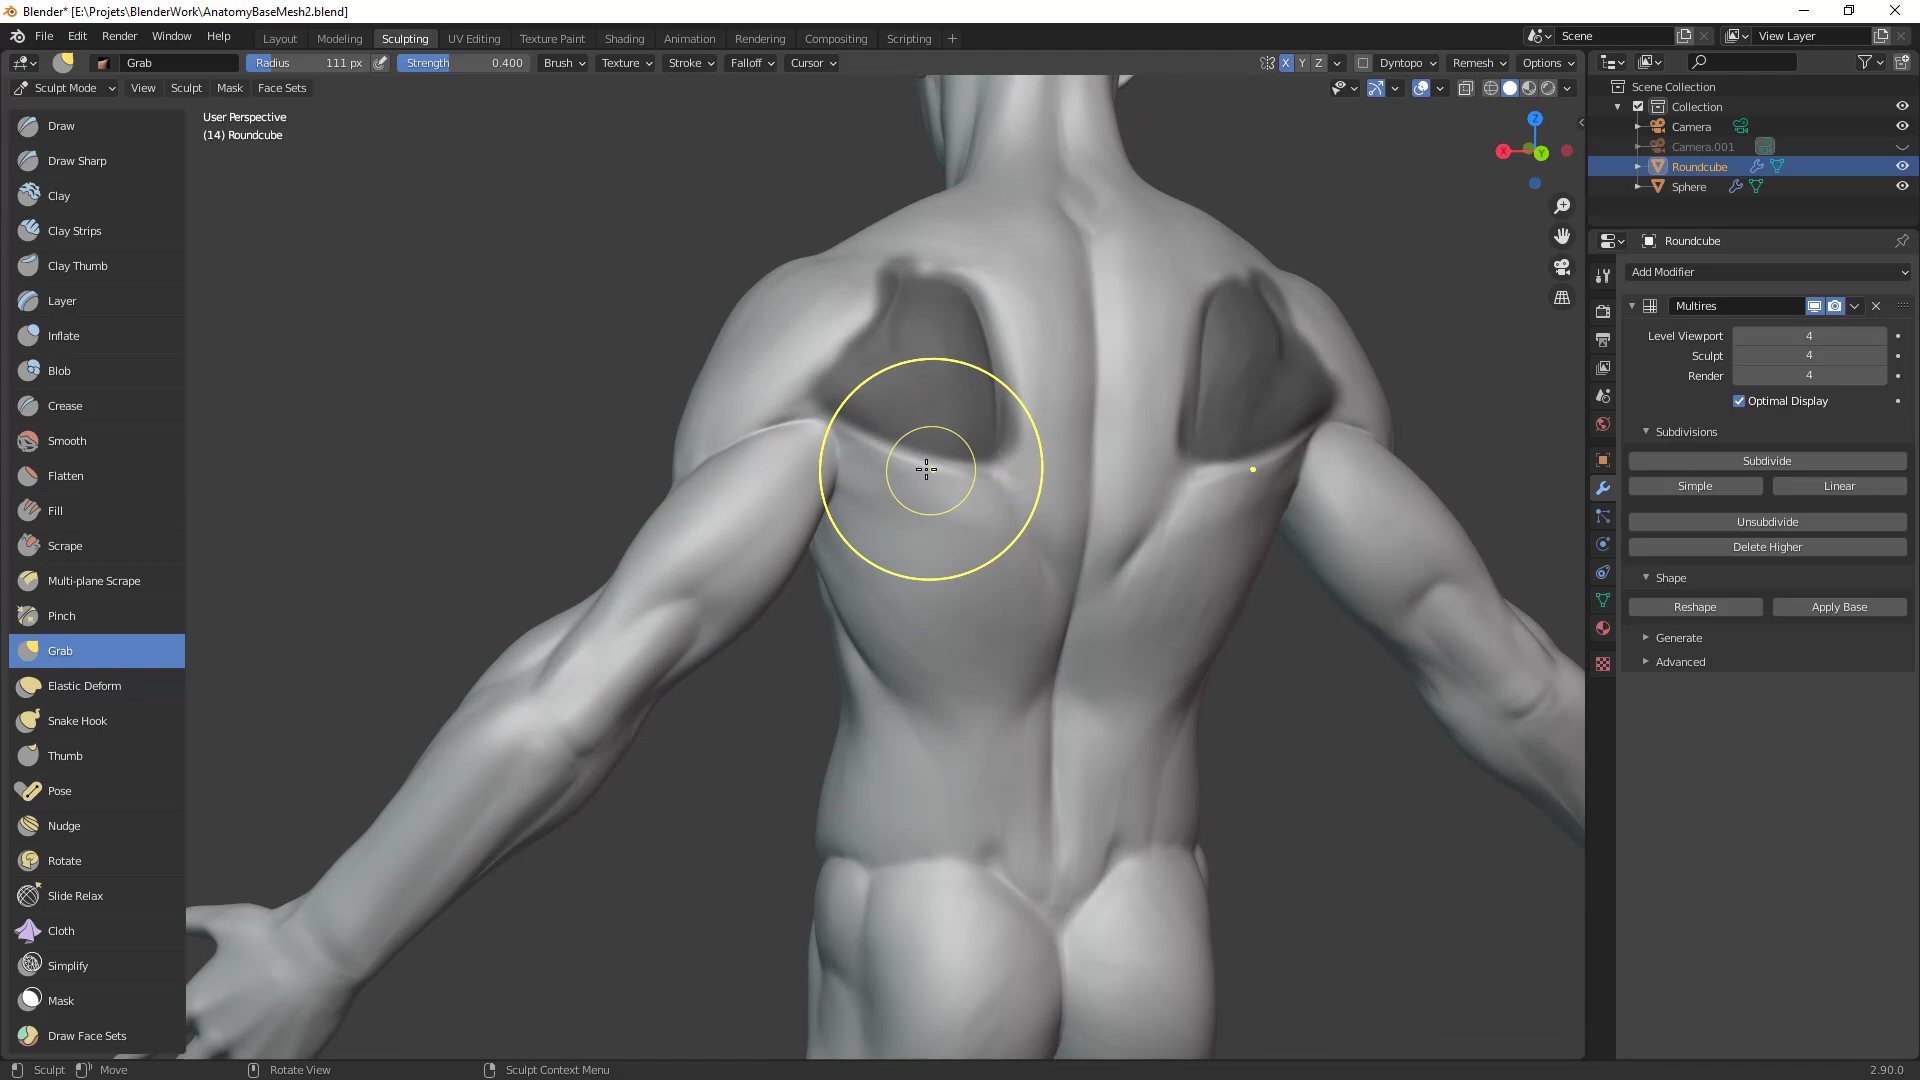 Blender* [E:\Projets\BlenderWork\AnatomyBaseMesh2.blend]
File Edit Render Window Help
Layout Modeling Sculpting UV Editing Texture Paint Shading Animation Rendering Compositing Scripting +
Scene
View Layer
Grab
Radius 111 px
Strength 0.400
Brush Texture Stroke Falloff Cursor
X Y Z
Dyntopo Remesh Options
Sculpt Mode View Sculpt Mask Face Sets
User Perspective
(14) Roundcube
Z
X
Y
Draw
Draw Sharp
Clay
Clay Strips
Clay Thumb
Layer
Inflate
Blob
Crease
Smooth
Flatten
Fill
Scrape
Multi-plane Scrape
Pinch
Grab
Elastic Deform
Snake Hook
Thumb
Pose
Nudge
Rotate
Slide Relax
Cloth
Simplify
Mask
Draw Face Sets
Scene Collection
Collection
Camera
Camera.001
Roundcube
Sphere
Roundcube
Add Modifier
Multires
Level Viewport 4
Sculpt 4
Render 4
Optimal Display
Subdivisions
Subdivide
Simple Linear
Unsubdivide
Delete Higher
Shape
Reshape Apply Base
Generate
Advanced
Sculpt Move Rotate View Sculpt Context Menu 2.90.0